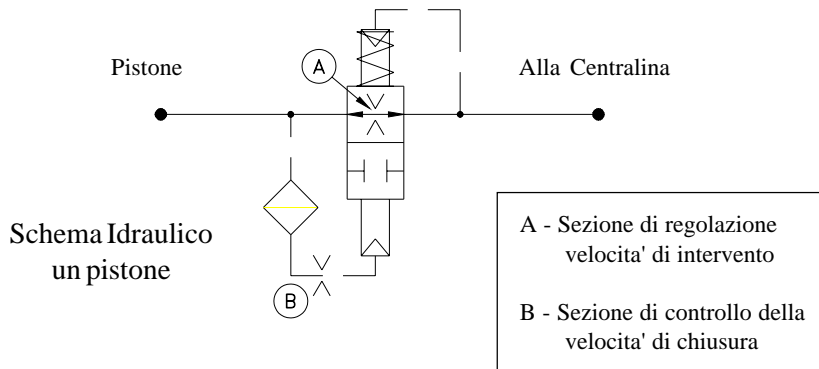 Pistone
A
Alla Centralina
Schema Idraulico
un pistone
B
A - Sezione di regolazione
velocita' di intervento
B - Sezione di controllo della
velocita' di chiusura